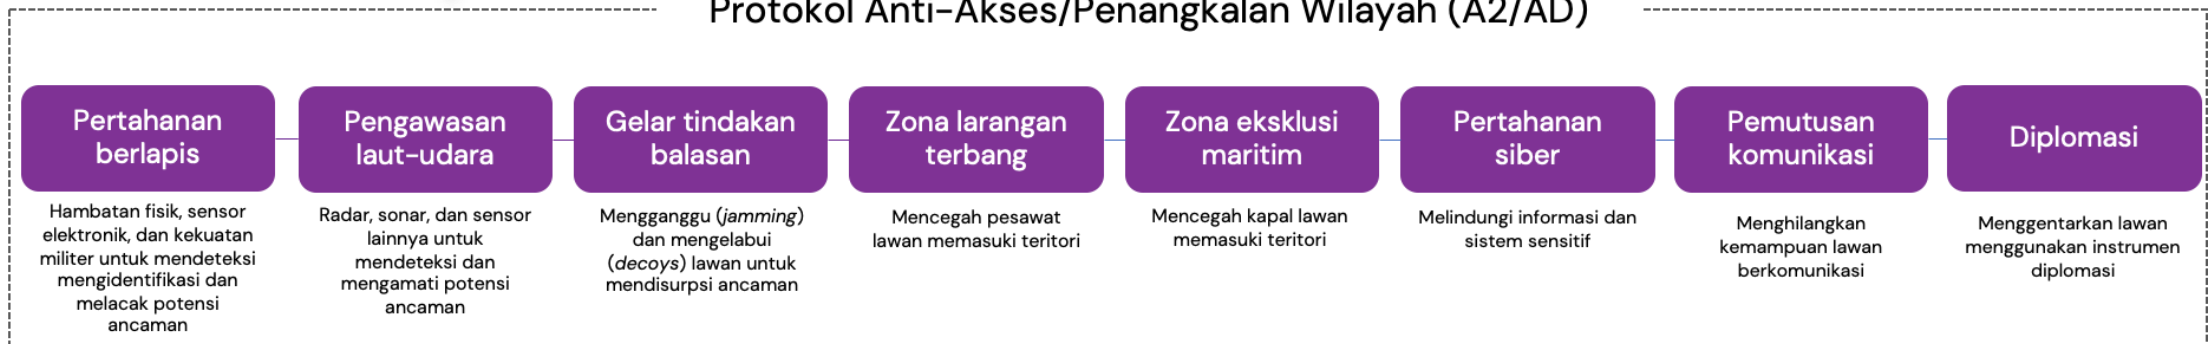 Protokol Anti-Akses/Penangkalan Wilayah (A2/AD)
Pertahanan
berlapis
Hambatan fisik, sensor
elektronik, dan kekuatan
militer untuk mendeteksi
mengidentifikasi dan
melacak potensi
ancaman
Pengawasan
laut-udara
Radar, sonar, dan sensor
lainnya untuk
mendeteksi dan
mengamati potensi
ancaman
Gelar tindakan
balasan
Mengganggu (jamming)
dan mengelabui
(decoys) lawan untuk
mendisurpsi ancaman
Zona larangan
terbang
Mencegah pesawat
lawan memasuki teritori
Zona eksklusi
maritim
Mencegah kapal lawan
memasuki teritori
Pertahanan
siber
Melindungi informasi dan
sistem sensitif
Pemutusan
komunikasi
Menghilangkan
kemampuan lawan
berkomunikasi
Diplomasi
Menggentarkan lawan
menggunakan instrumen
diplomasi